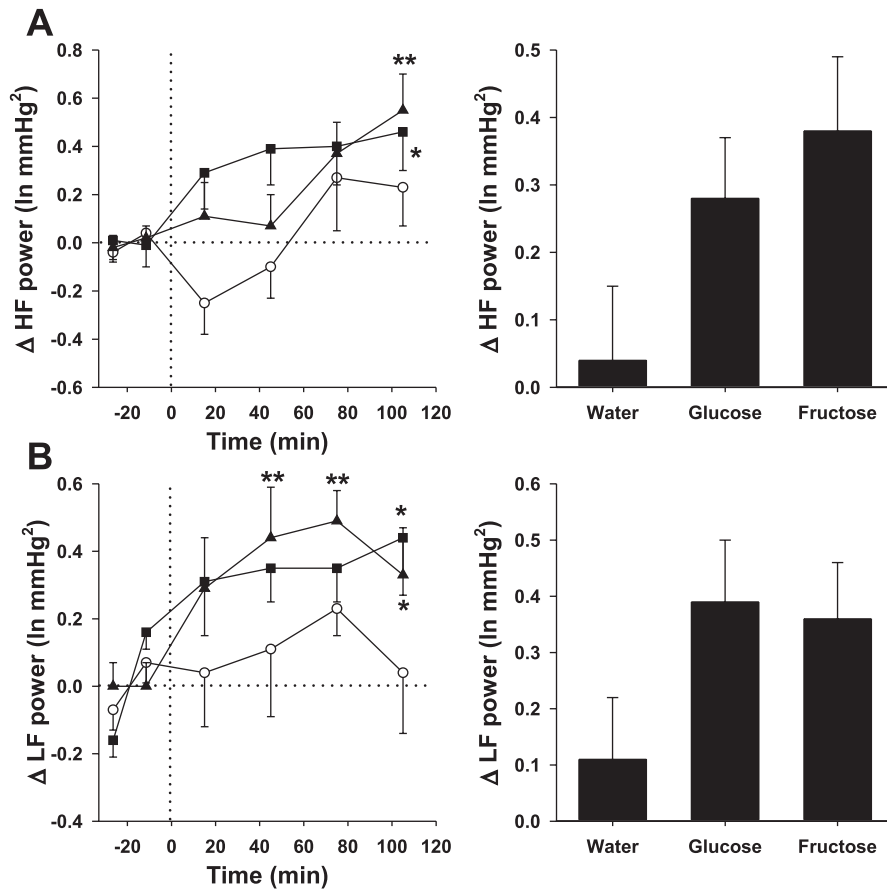 A
Δ HF power (ln mmHg²)
0.8
0.6
0.4
0.2
0.0
-0.2
-0.4
-0.6
**
*
-20 0 20 40 60 80 100 120
Time (min)
Δ HF power (ln mmHg²)
0.5
0.4
0.3
0.2
0.1
0.0
Water Glucose Fructose
B
Δ LF power (ln mmHg²)
0.6
0.4
0.2
0.0
-0.2
-0.4
** ** *
*
-20 0 20 40 60 80 100 120
Time (min)
Δ LF power (ln mmHg²)
0.6
0.5
0.4
0.3
0.2
0.1
0.0
Water Glucose Fructose